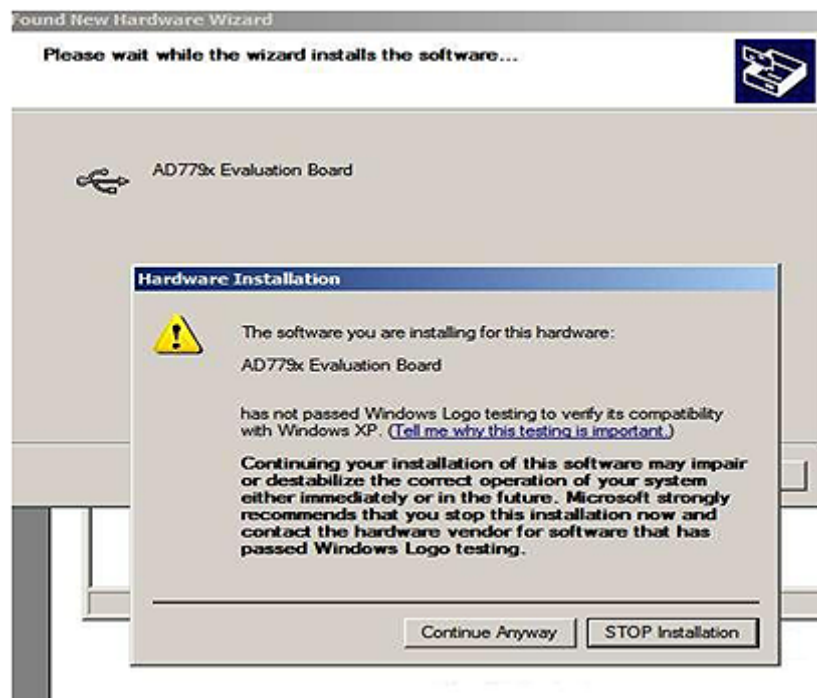 Found New Hardware Wizard
Please wait while the wizard installs the software...
AD779x Evaluation Board
Hardware Installation
The software you are installing for this hardware:
AD779x Evaluation Board
has not passed Windows Logo testing to verify its compatibility
with Windows XP. (Tell me why this testing is important.)
Continuing your installation of this software may impair
or destabilize the correct operation of your system
either immediately or in the future. Microsoft strongly
recommends that you stop this installation now and
contact the hardware vendor for software that has
passed Windows Logo testing.
Continue Anyway
STOP Installation